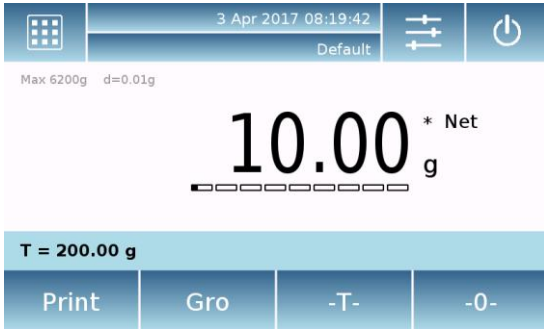 3 Apr 2017 08:19:42
Default
Max 6200g d=0.01g
10.00 * Net
g
T = 200.00 g
Print Gro -T- -0-